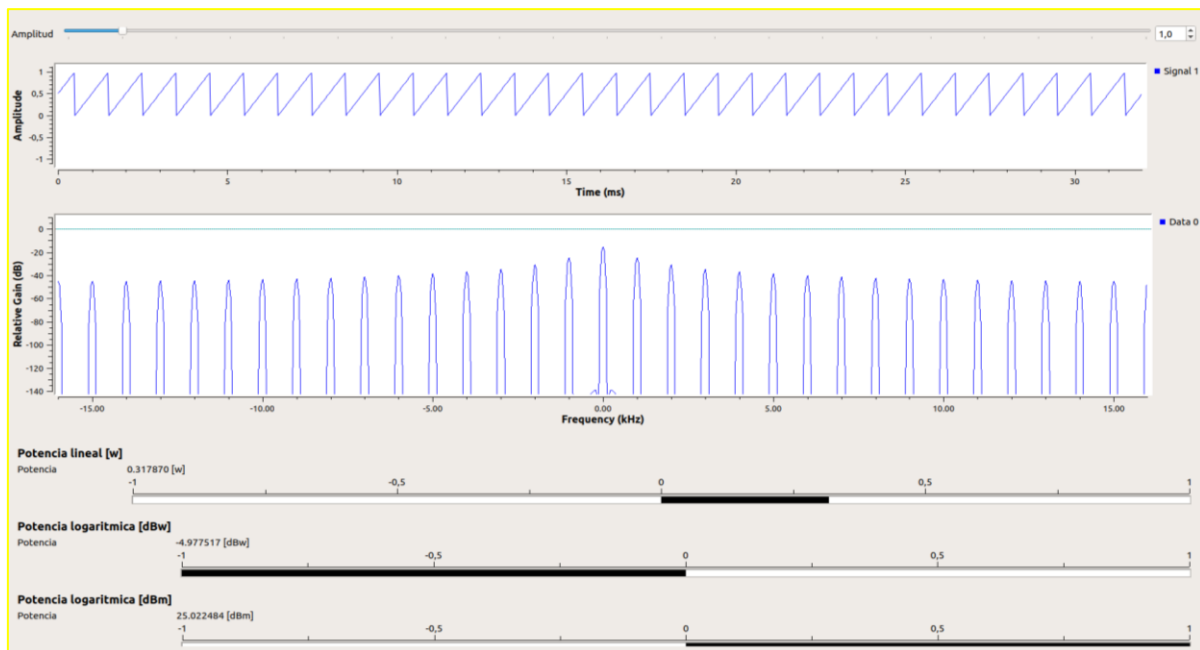 Amplitud 1,0
Signal 1
Amplitude
1
0,5
0
-0,5
-1
0 5 10 15 20 25 30
Time (ms)
Data 0
Relative Gain (dB)
0
-20
-40
-60
-80
-100
-120
-140
-15.00 -10.00 -5.00 0.00 5.00 10.00 15.00
Frequency (kHz)
Potencia lineal [w]
Potencia 0.317870 [w]
-1 -0,5 0 0,5 1
Potencia logaritmica [dBw]
Potencia -4.977517 [dBw]
-1 -0,5 0 0,5 1
Potencia logaritmica [dBm]
Potencia 25.022484 [dBm]
-1 -0,5 0 0,5 1